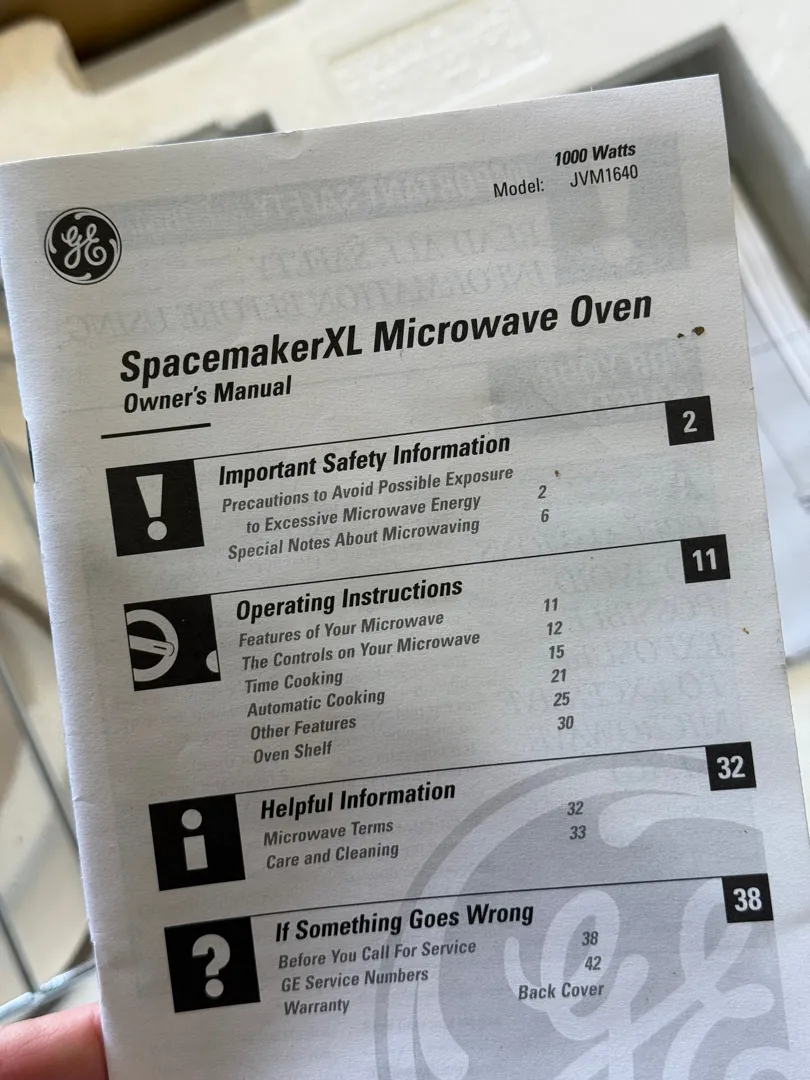 1000 Watts
Model: JVM1640
GE
SpacemakerXL Microwave Oven
Owner's Manual
Important Safety Information 2
Precautions to Avoid Possible Exposure
to Excessive Microwave Energy 2
Special Notes About Microwaving 6
Operating Instructions 11
Features of Your Microwave 11
The Controls on Your Microwave 12
Time Cooking 15
Automatic Cooking 21
Other Features 25
Oven Shelf 30
Helpful Information 32
Microwave Terms 32
Care and Cleaning 33
If Something Goes Wrong 38
Before You Call For Service 38
GE Service Numbers 42
Warranty Back Cover